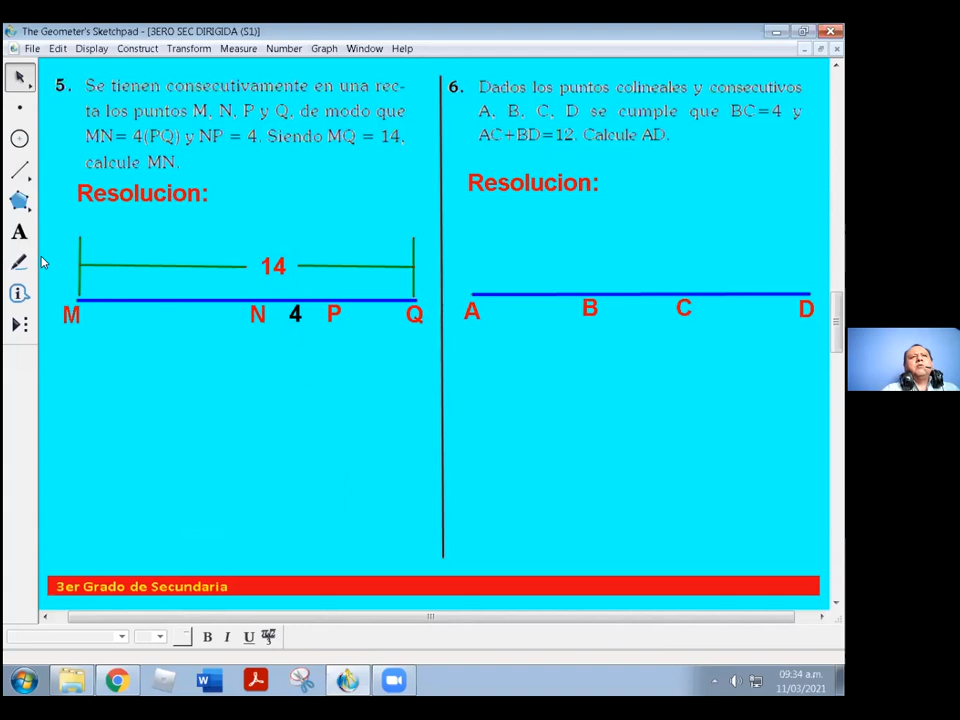 The Geometer's Sketchpad - [3ERO SEC DIRIGIDA (S1)]
File Edit Display Construct Transform Measure Number Graph Window Help
5. Se tienen consecutivamente en una rec-
ta los puntos M, N, P y Q, de modo que
MN= 4(PQ) y NP = 4. Siendo MQ = 14,
calcule MN.
Resolucion:
14
M N 4 P Q
6. Dados los puntos colineales y consecutivos
A, B, C, D se cumple que BC=4 y
AC+BD=12. Calcule AD.
Resolucion:
A B C D
3er Grado de Secundaria
A
B I U
09:34 a.m.
11/03/2021